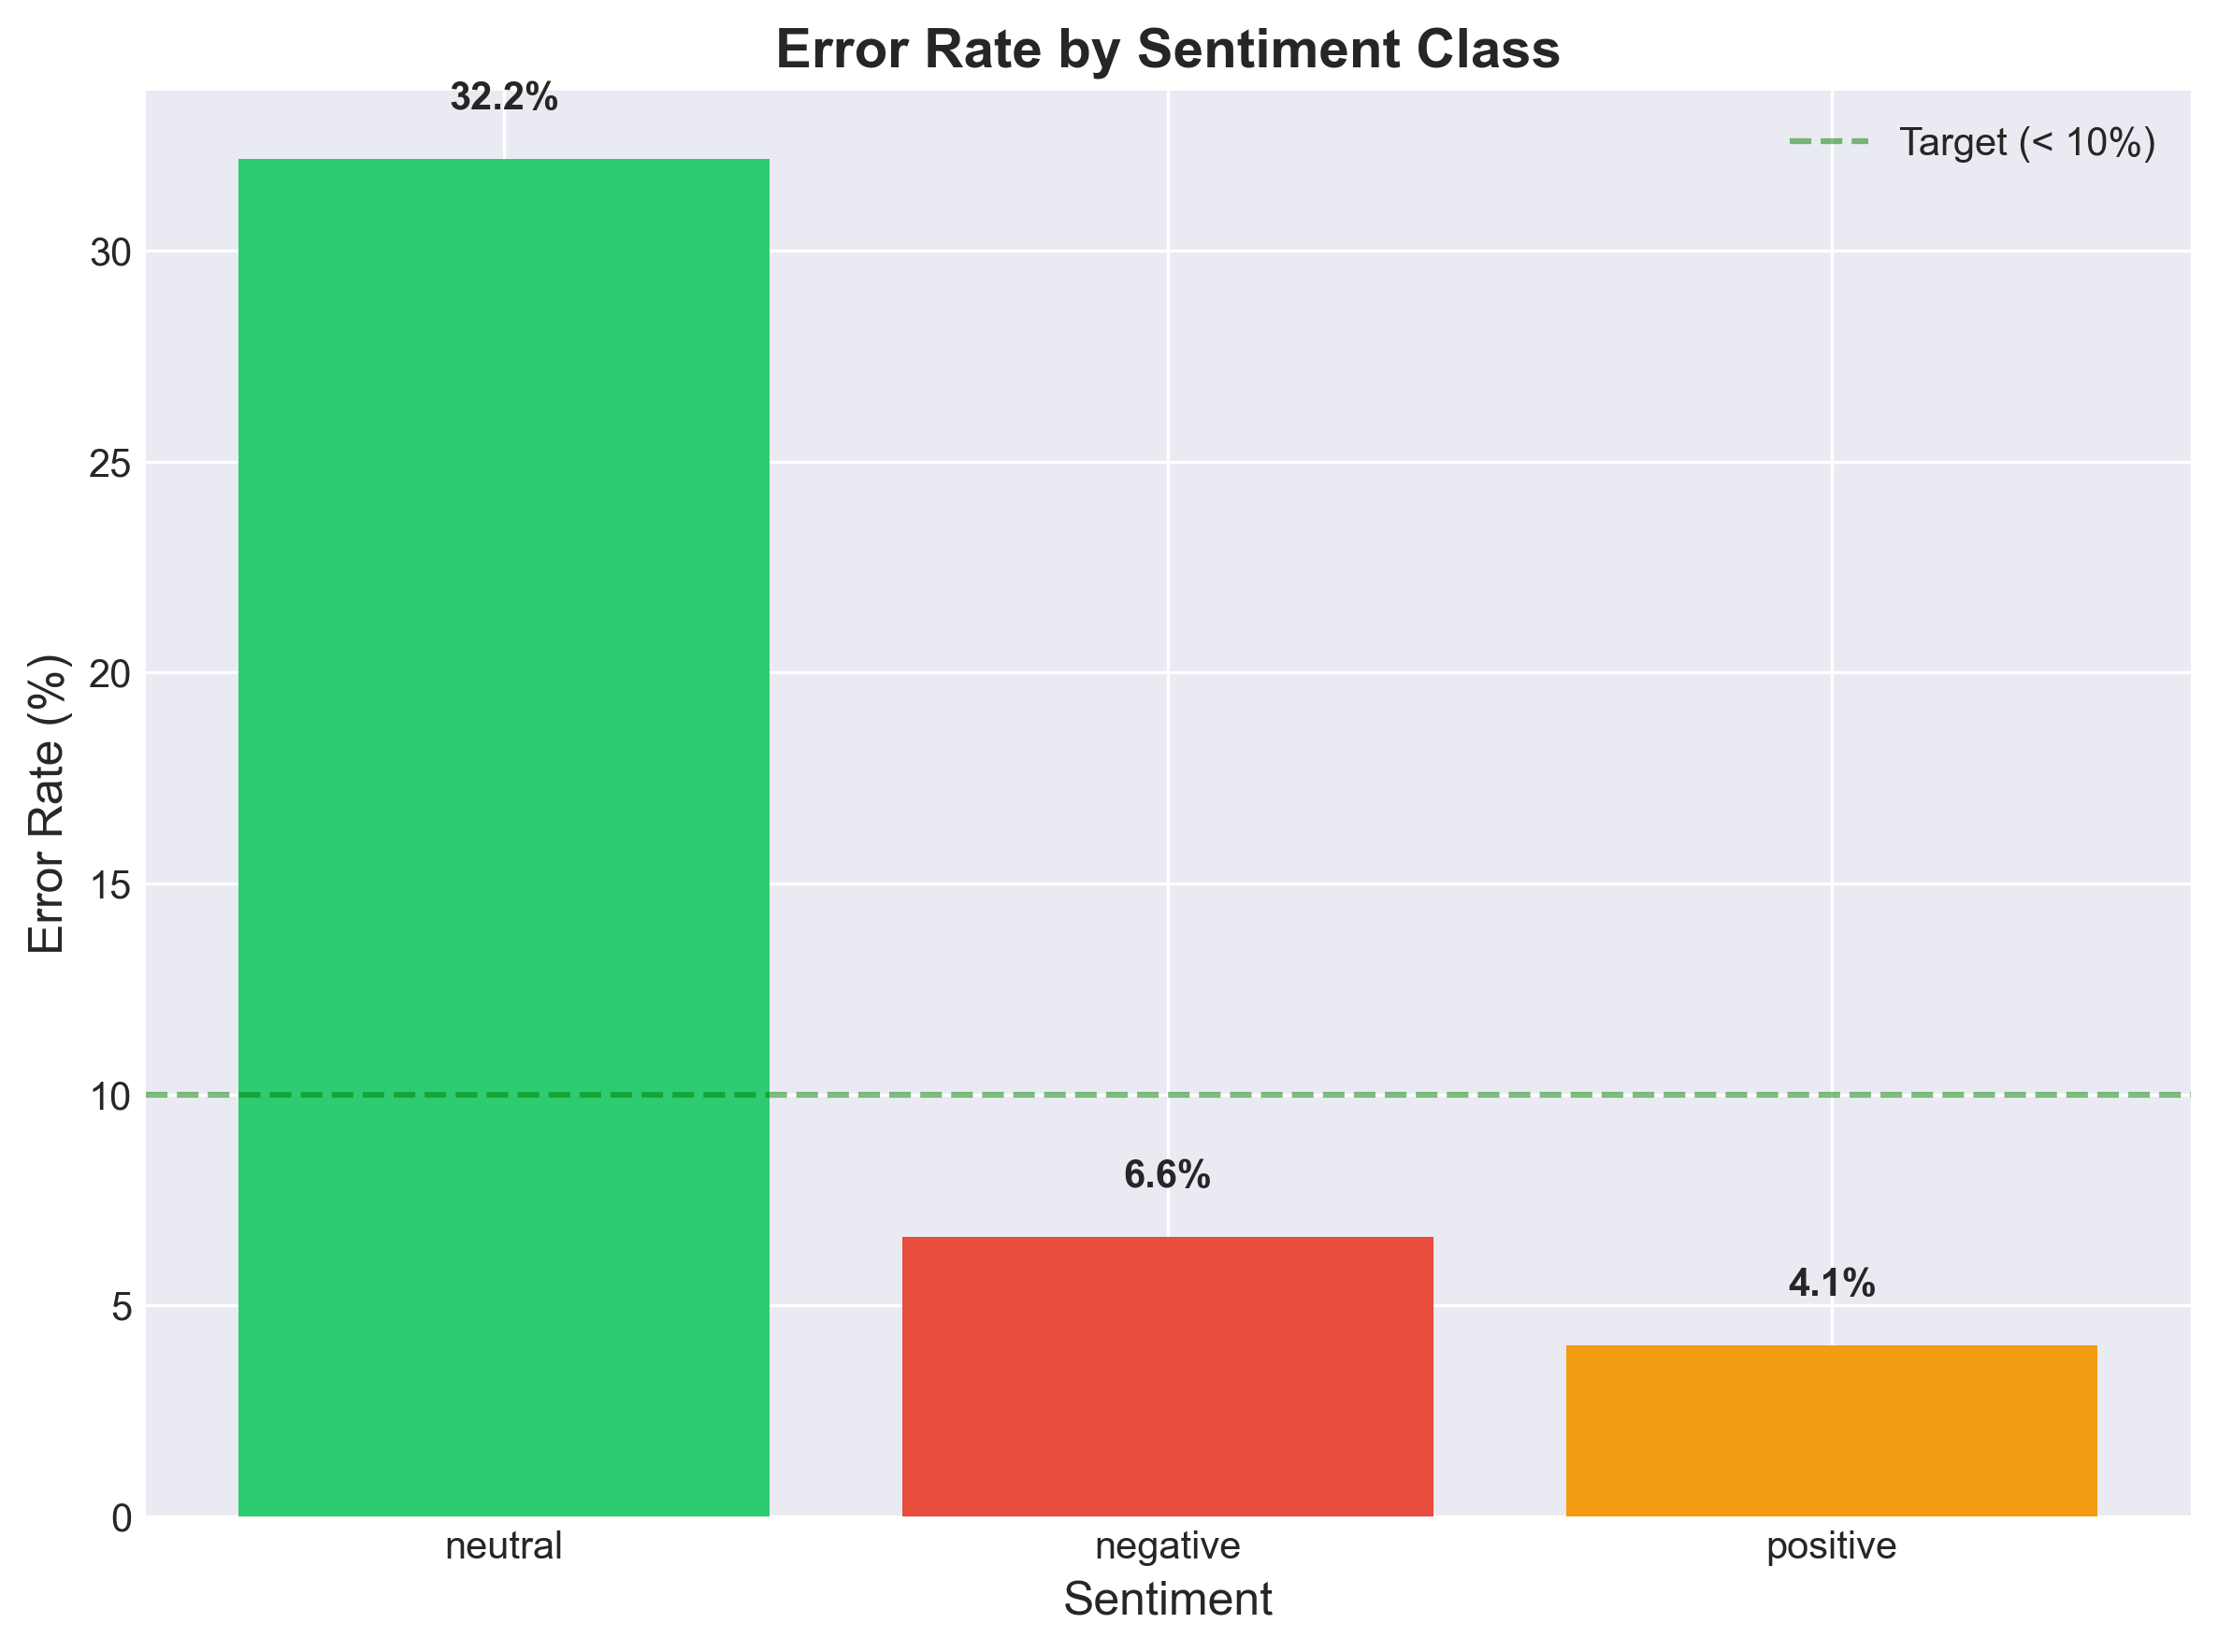 Error Rate by Sentiment Class
32.2%
Target (< 10%)
30
25
20
15
10
5
0
6.6%
4.1%
Error Rate (%)
neutral
negative
positive
Sentiment